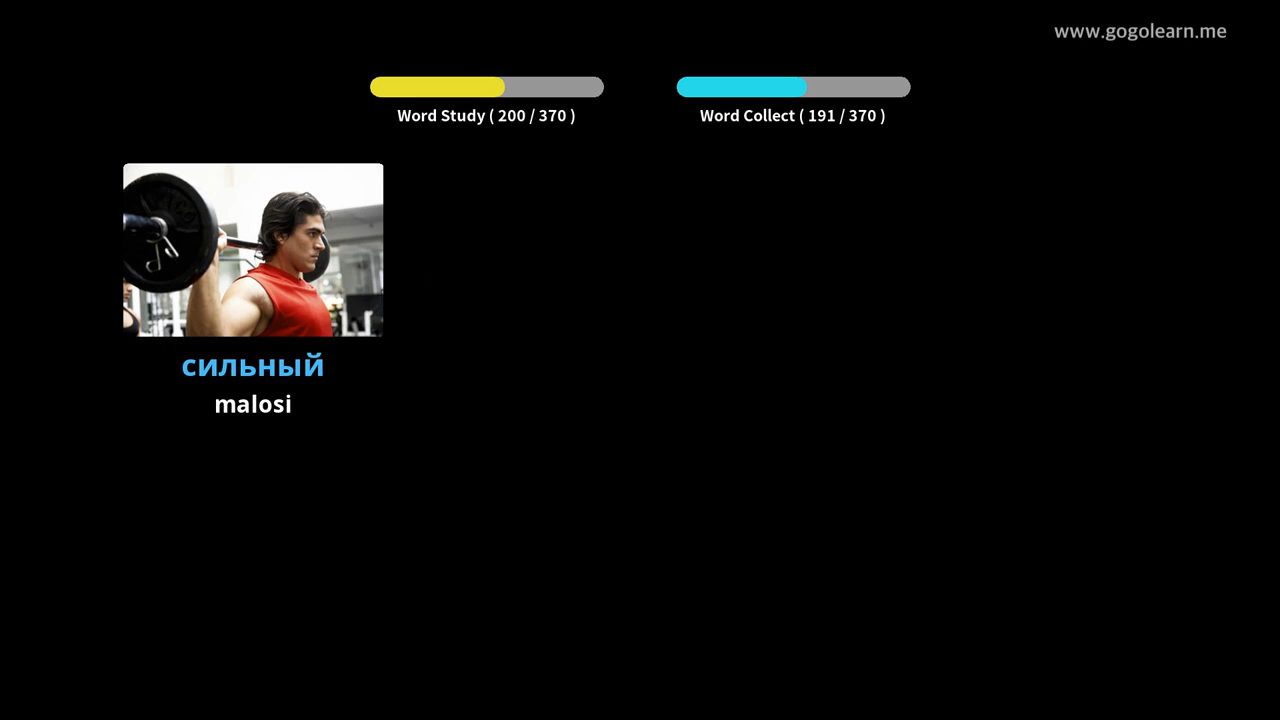 www.gogolearn.me
Word Study ( 200 / 370 )
Word Collect ( 191 / 370 )
сильный
malosi